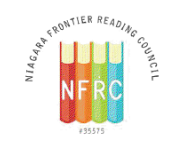 NIAGARA FRONTIER READING COUNCIL
NFRC
#35575